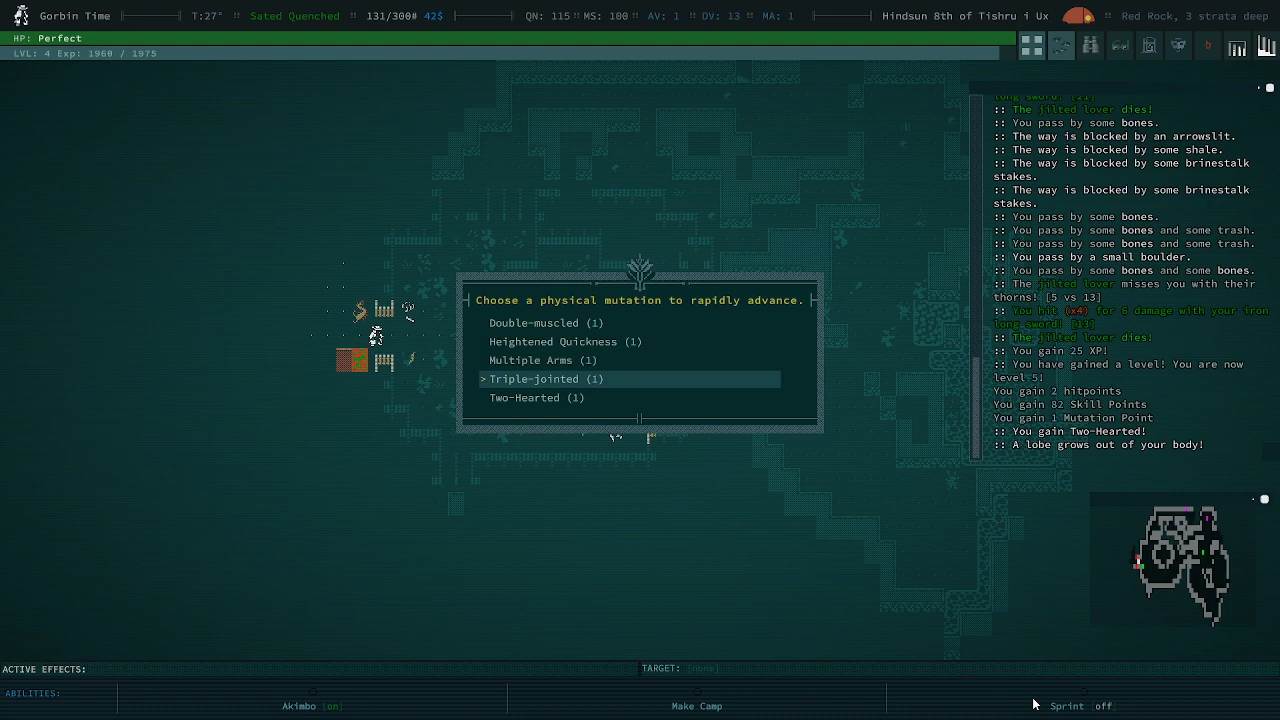 Gorbin Time T:27° Sated Quenched 131/300# 42$ QN: 115 MS: 100 AV: 1 DV: 13 MA: 1 Hindsun 8th of Tishru i Ux Red Rock, 3 strata deep
HP: Perfect
LVL: 4 Exp: 1960 / 1975
long sword! [21]
:: The jilted lover dies!
:: You pass by some bones.
:: The way is blocked by an arrowslit.
:: The way is blocked by some shale.
:: The way is blocked by some brinestalk
stakes.
:: The way is blocked by some brinestalk
stakes.
:: You pass by some bones.
:: You pass by some bones and some trash.
:: You pass by some bones and some trash.
:: You pass by a small boulder.
:: You pass by some bones and some bones.
:: The jilted lover misses you with their
thorns! [5 vs 13]
:: You hit (x4) for 6 damage with your iron
long sword! [13]
:: The jilted lover dies!
:: You gain 25 XP!
:: You have gained a level! You are now
level 5!
You gain 2 hitpoints
You gain 82 Skill Points
You gain 1 Mutation Point
:: You gain Two-Hearted!
:: A lobe grows out of your body!
Choose a physical mutation to rapidly advance.
Double-muscled (1)
Heightened Quickness (1)
Multiple Arms (1)
> Triple-jointed (1)
Two-Hearted (1)
ACTIVE EFFECTS: TARGET: [none]
ABILITIES: Akimbo [on] Make Camp Sprint [off]